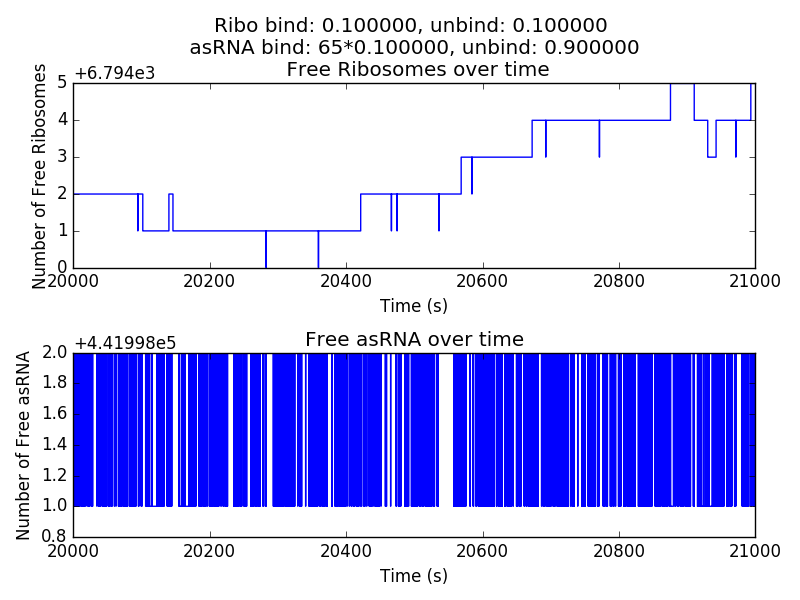 Ribo bind: 0.100000, unbind: 0.100000
asRNA bind: 65*0.100000, unbind: 0.900000
Free Ribosomes over time
+6.794e3
Number of Free Ribosomes
5
4
3
2
1
0
20000 20200 20400 20600 20800 21000
Time (s)
Free asRNA over time
+4.41998e5
Number of Free asRNA
2.0
1.8
1.6
1.4
1.2
1.0
0.8
20000 20200 20400 20600 20800 21000
Time (s)